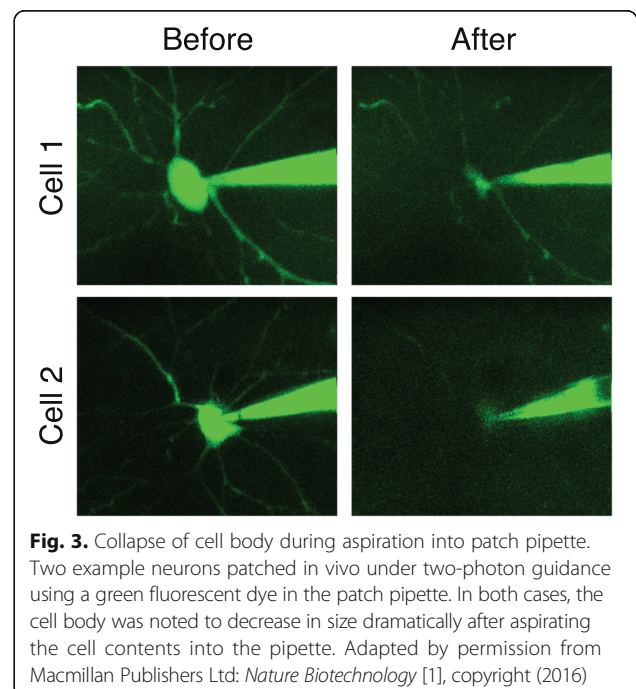 Before After
Cell 1
Cell 2
Fig. 3. Collapse of cell body during aspiration into patch pipette.
Two example neurons patched in vivo under two-photon guidance
using a green fluorescent dye in the patch pipette. In both cases, the
cell body was noted to decrease in size dramatically after aspirating
the cell contents into the pipette. Adapted by permission from
Macmillan Publishers Ltd: Nature Biotechnology [1], copyright (2016)